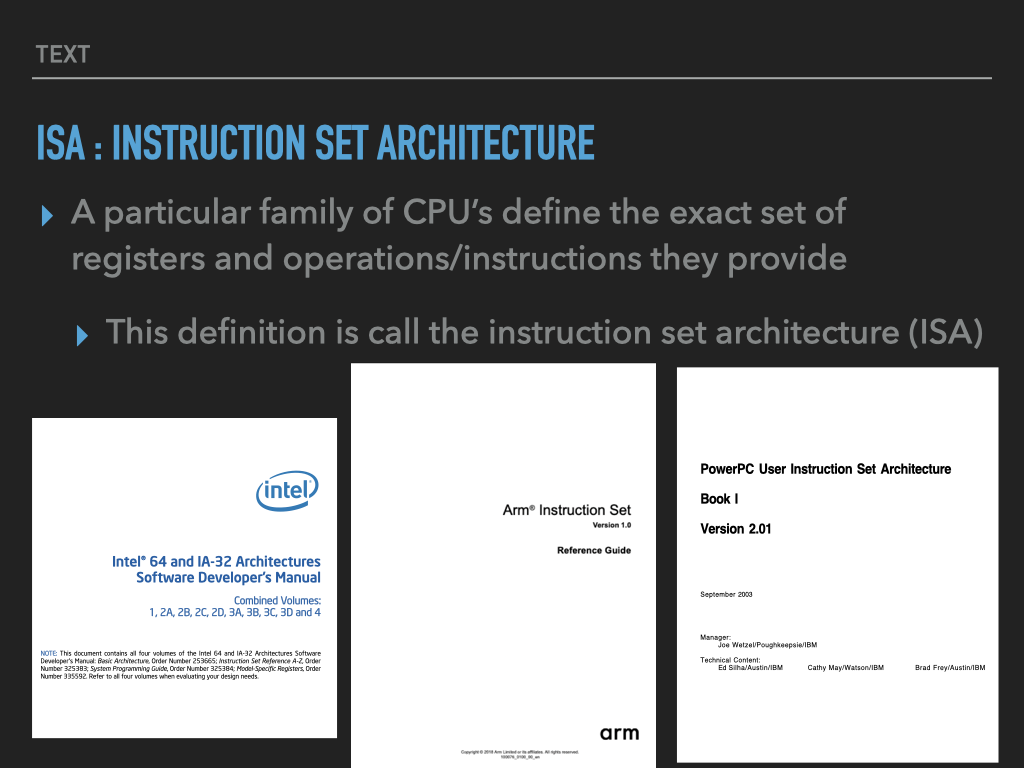 TEXT
ISA : INSTRUCTION SET ARCHITECTURE
A particular family of CPU’s define the exact set of
registers and operations/instructions they provide
This definition is call the instruction set architecture (ISA)
intel
Intel® 64 and IA-32 Architectures
Software Developer’s Manual
Combined Volumes:
1, 2A, 2B, 2C, 2D, 3A, 3B, 3C, 3D and 4
NOTE: This document contains all four volumes of the Intel 64 and IA-32 Architectures Software
Developer's Manual: Basic Architecture, Order Number 253665; Instruction Set Reference A-Z, Order
Number 325383; System Programming Guide, Order Number 325384; Model-Specific Registers, Order
Number 335592. Refer to all four volumes when evaluating your design needs.
Arm® Instruction Set
Version 1.0
Reference Guide
arm
Copyright © 2018 Arm Limited or its affiliates. All rights reserved.
PowerPC User Instruction Set Architecture
Book I
Version 2.01
September 2003
Manager:
Joe Wetzel/Poughkeepsie/IBM
Technical Content:
Ed Silha/Austin/IBM Cathy May/Watson/IBM Brad Frey/Austin/IBM